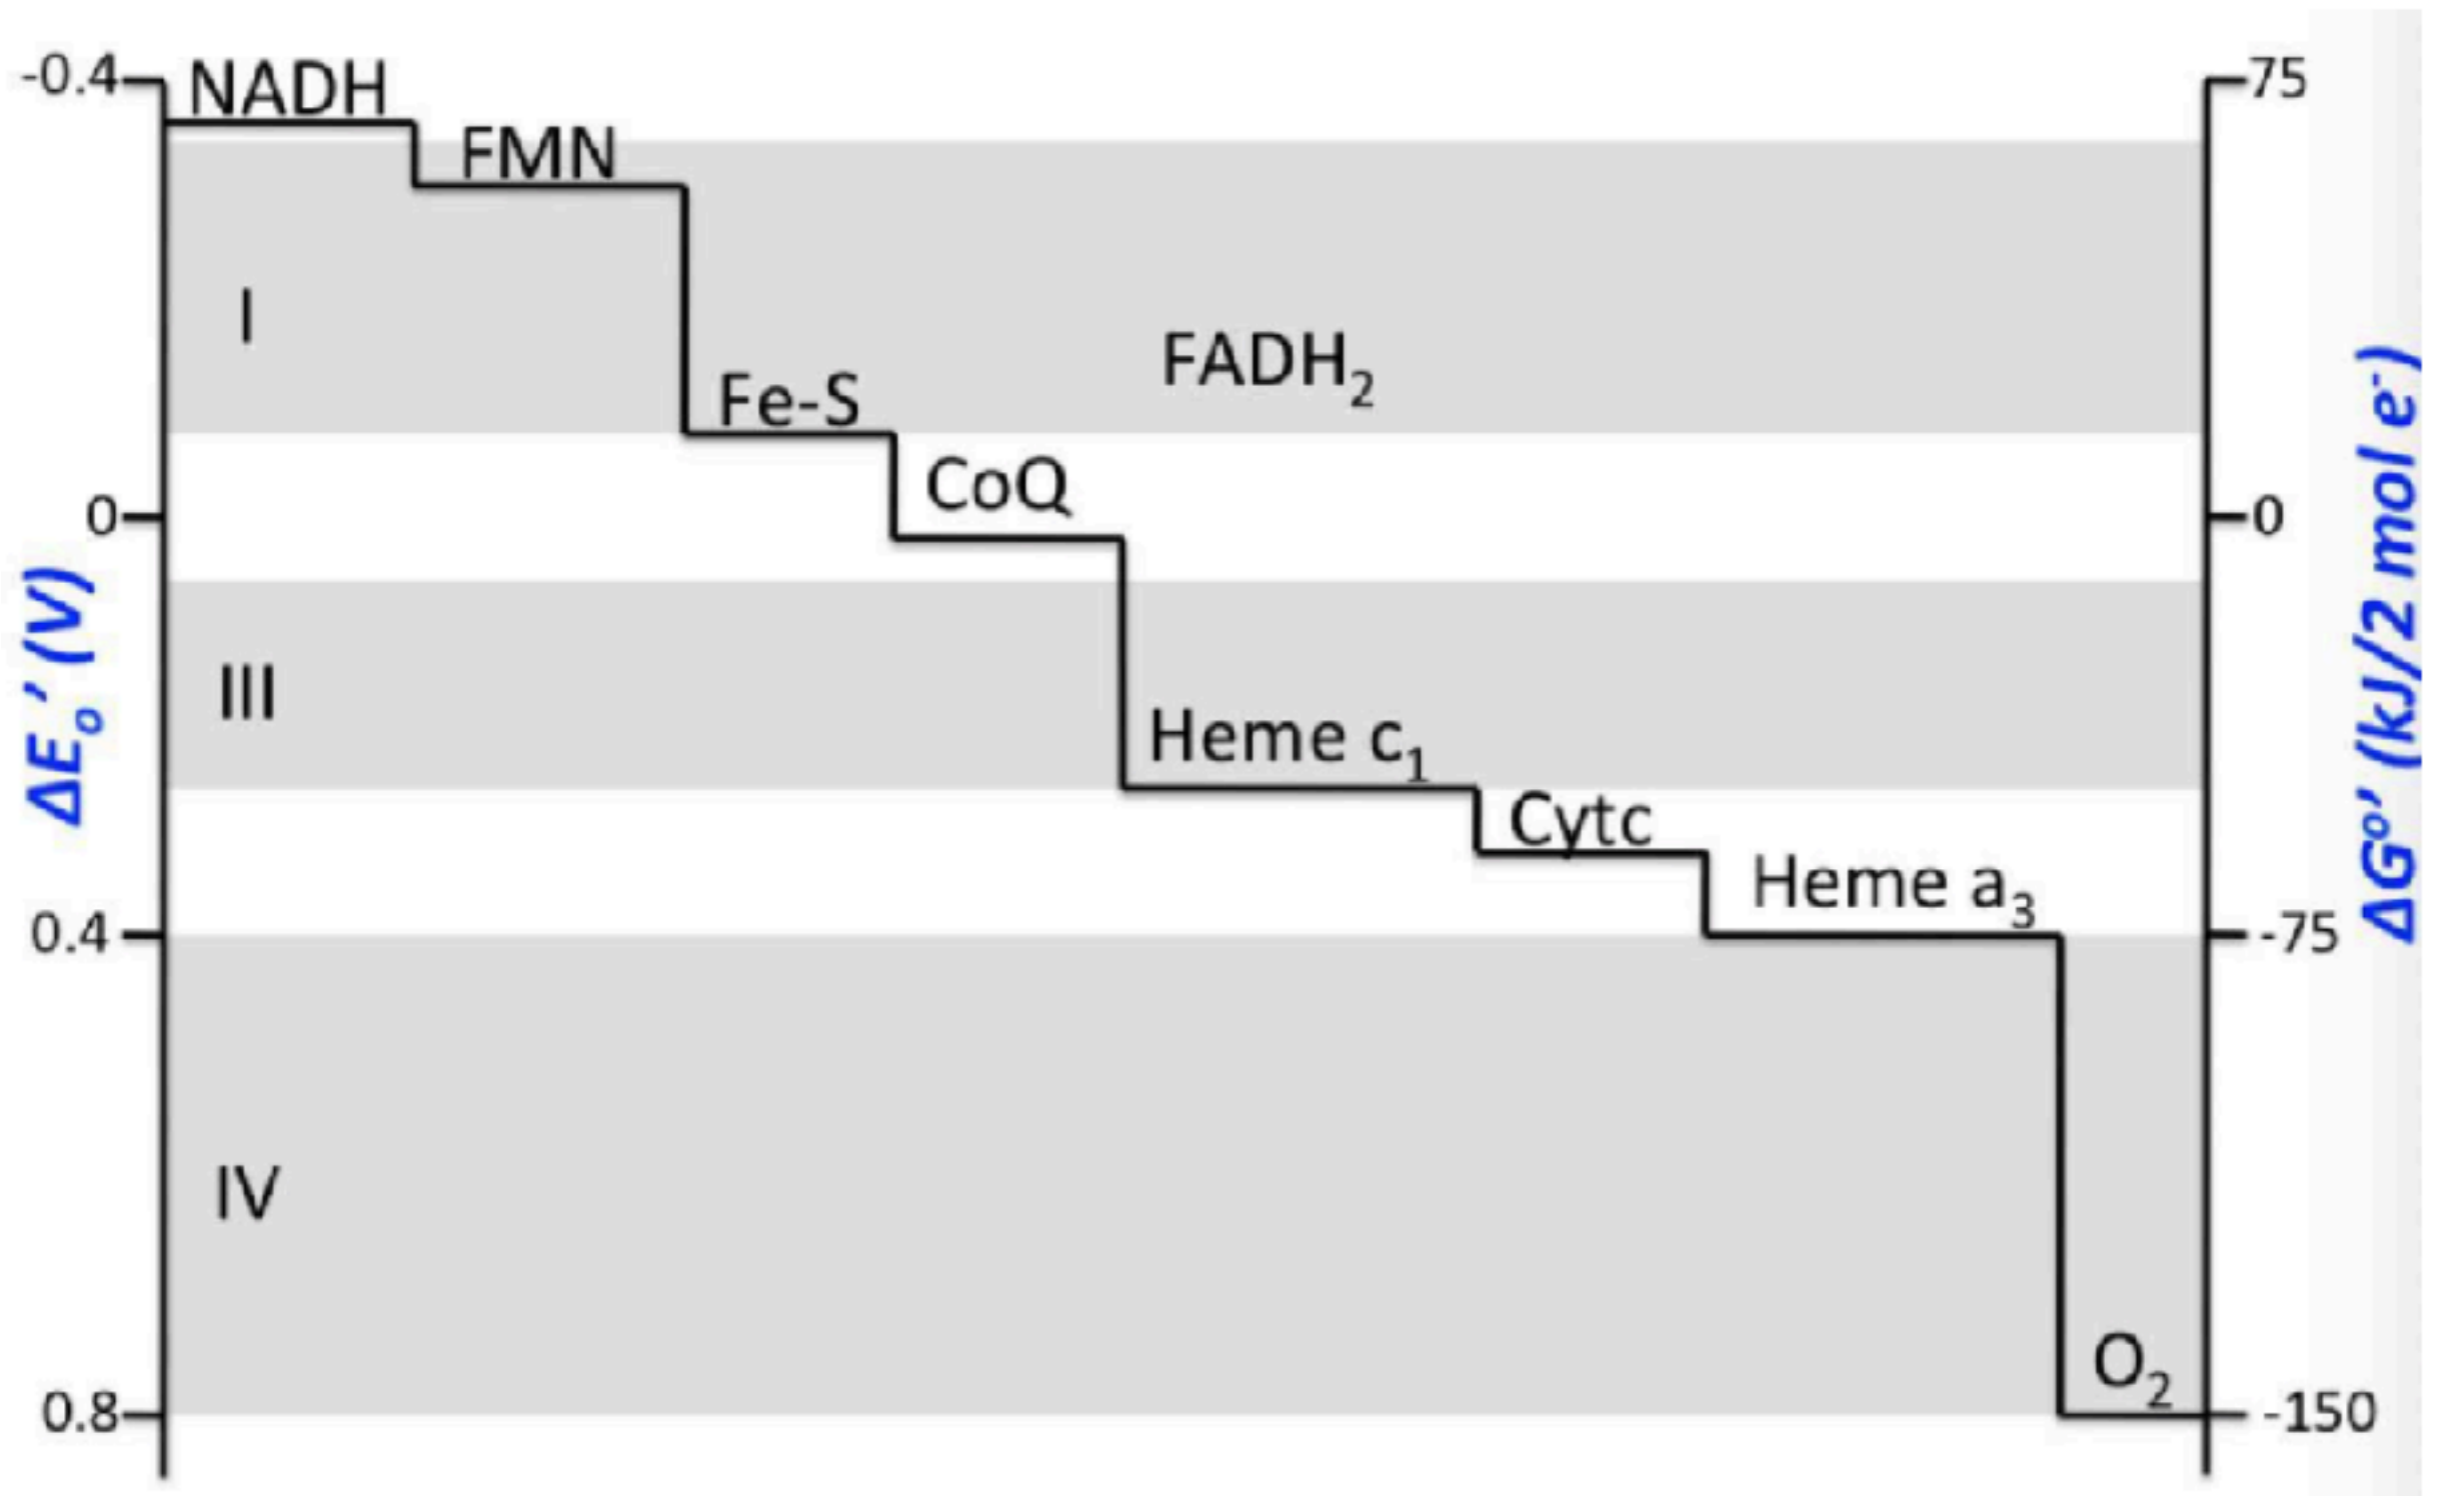 -0.4
NADH
75
FMN
I
FADH₂
Fe-S
CoQ
0
0
ΔEₒ′ (V)
ΔGᵒ′ (kJ/2 mol e⁻)
III
Heme c₁
Cytc
Heme a₃
0.4
-75
IV
O₂
0.8
-150